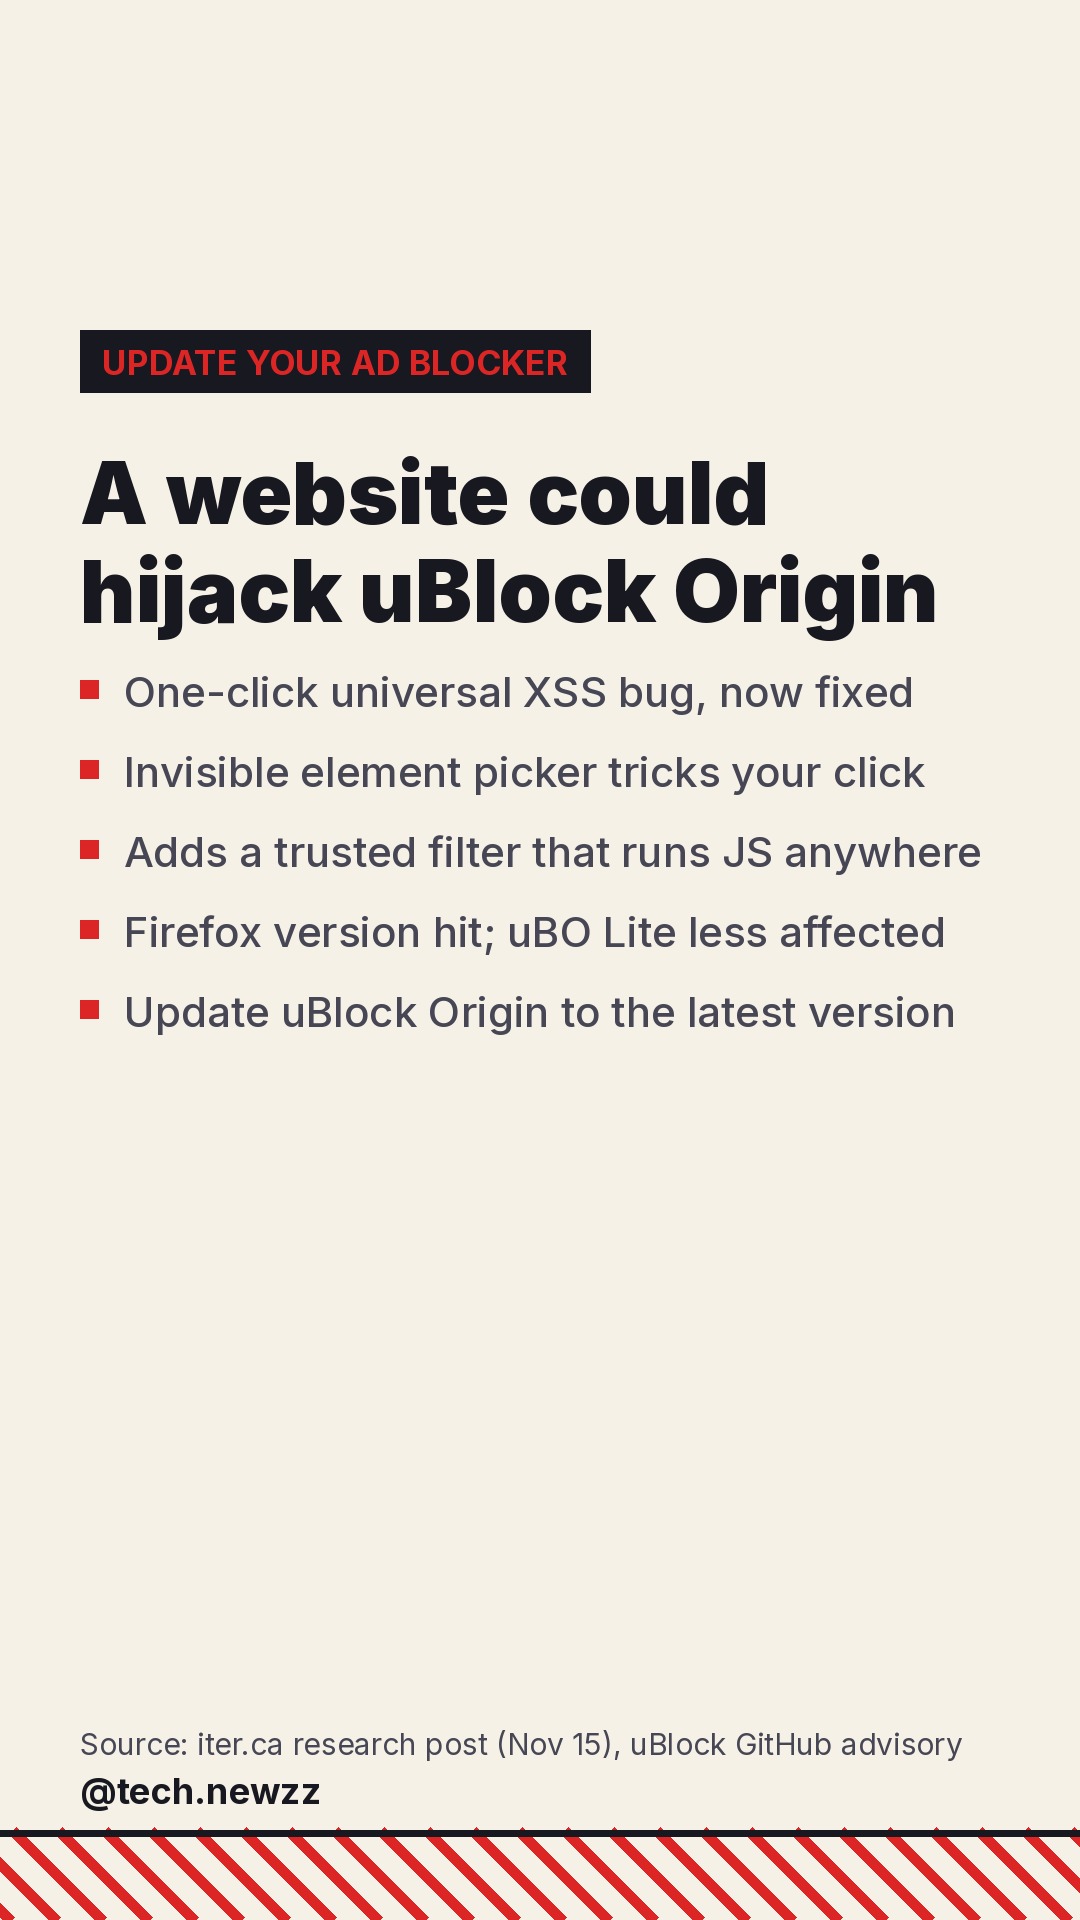 UPDATE YOUR AD BLOCKER
A website could
hijack uBlock Origin
One-click universal XSS bug, now fixed
Invisible element picker tricks your click
Adds a trusted filter that runs JS anywhere
Firefox version hit; uBO Lite less affected
Update uBlock Origin to the latest version
Source: iter.ca research post (Nov 15), uBlock GitHub advisory
@tech.newzz